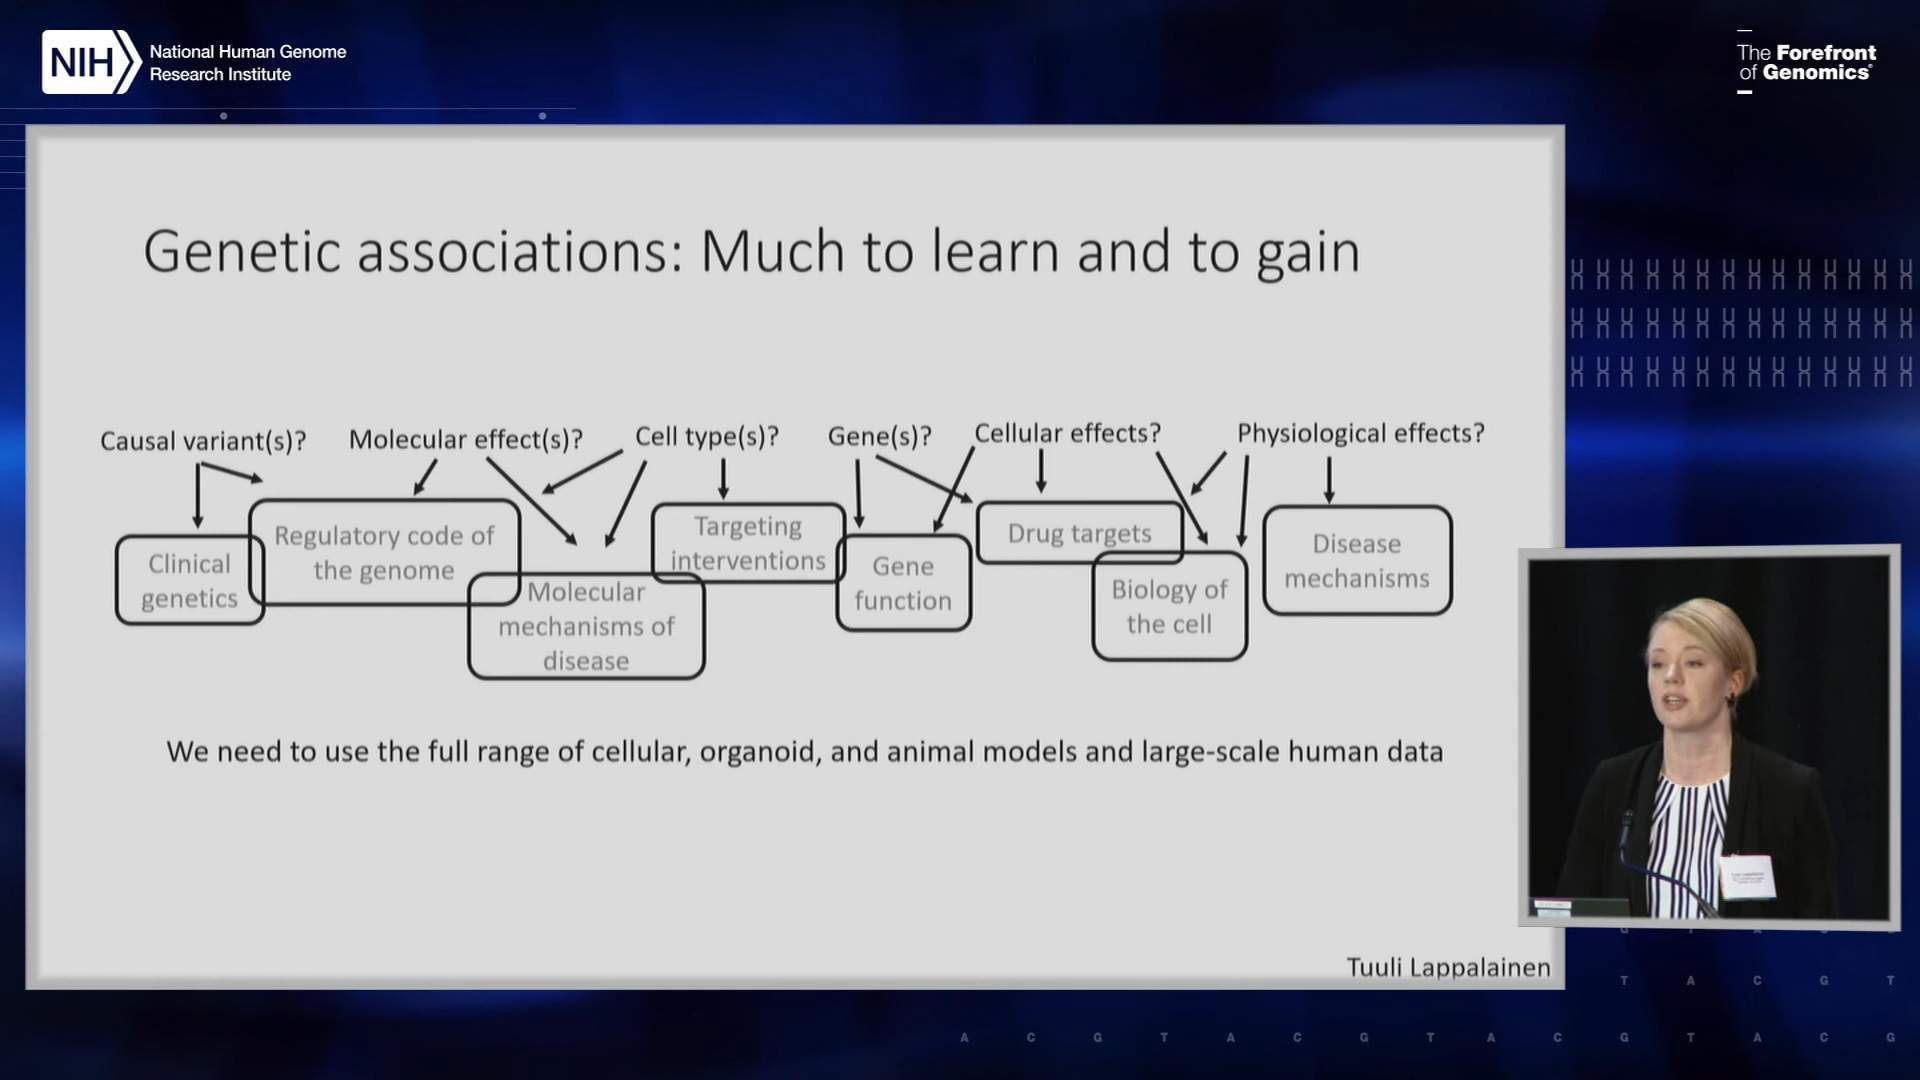 NIH
National Human Genome
Research Institute
The Forefront
of Genomics®
Genetic associations: Much to learn and to gain
Causal variant(s)?
Molecular effect(s)?
Cell type(s)?
Gene(s)?
Cellular effects?
Physiological effects?
Clinical
genetics
Regulatory code of
the genome
Molecular
mechanisms of
disease
Targeting
interventions
Gene
function
Drug targets
Biology of
the cell
Disease
mechanisms
We need to use the full range of cellular, organoid, and animal models and large-scale human data
Tuuli Lappalainen
T A C G T
A C G T A C G T A C G T A C G